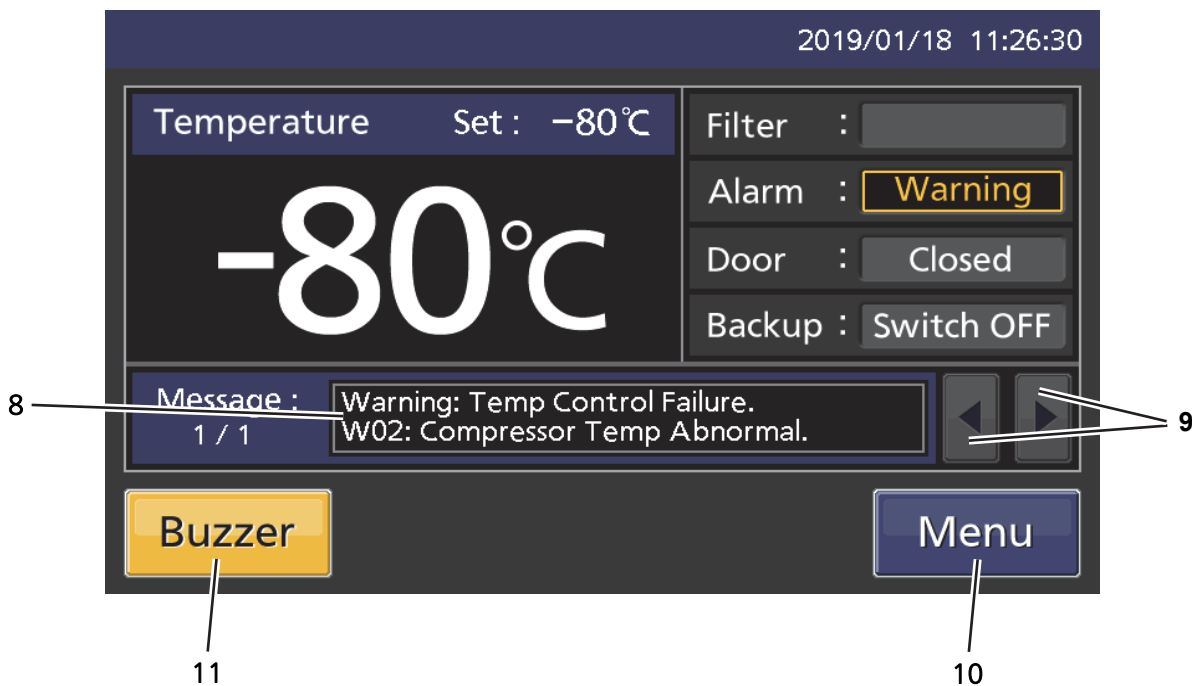 2019/01/18 11:26:30
Temperature Set : −80℃
-80℃
Filter :
Alarm : Warning
Door : Closed
Backup : Switch OFF
8
Message :
1 / 1
Warning: Temp Control Failure.
W02: Compressor Temp Abnormal.
9
Buzzer
Menu
11
10